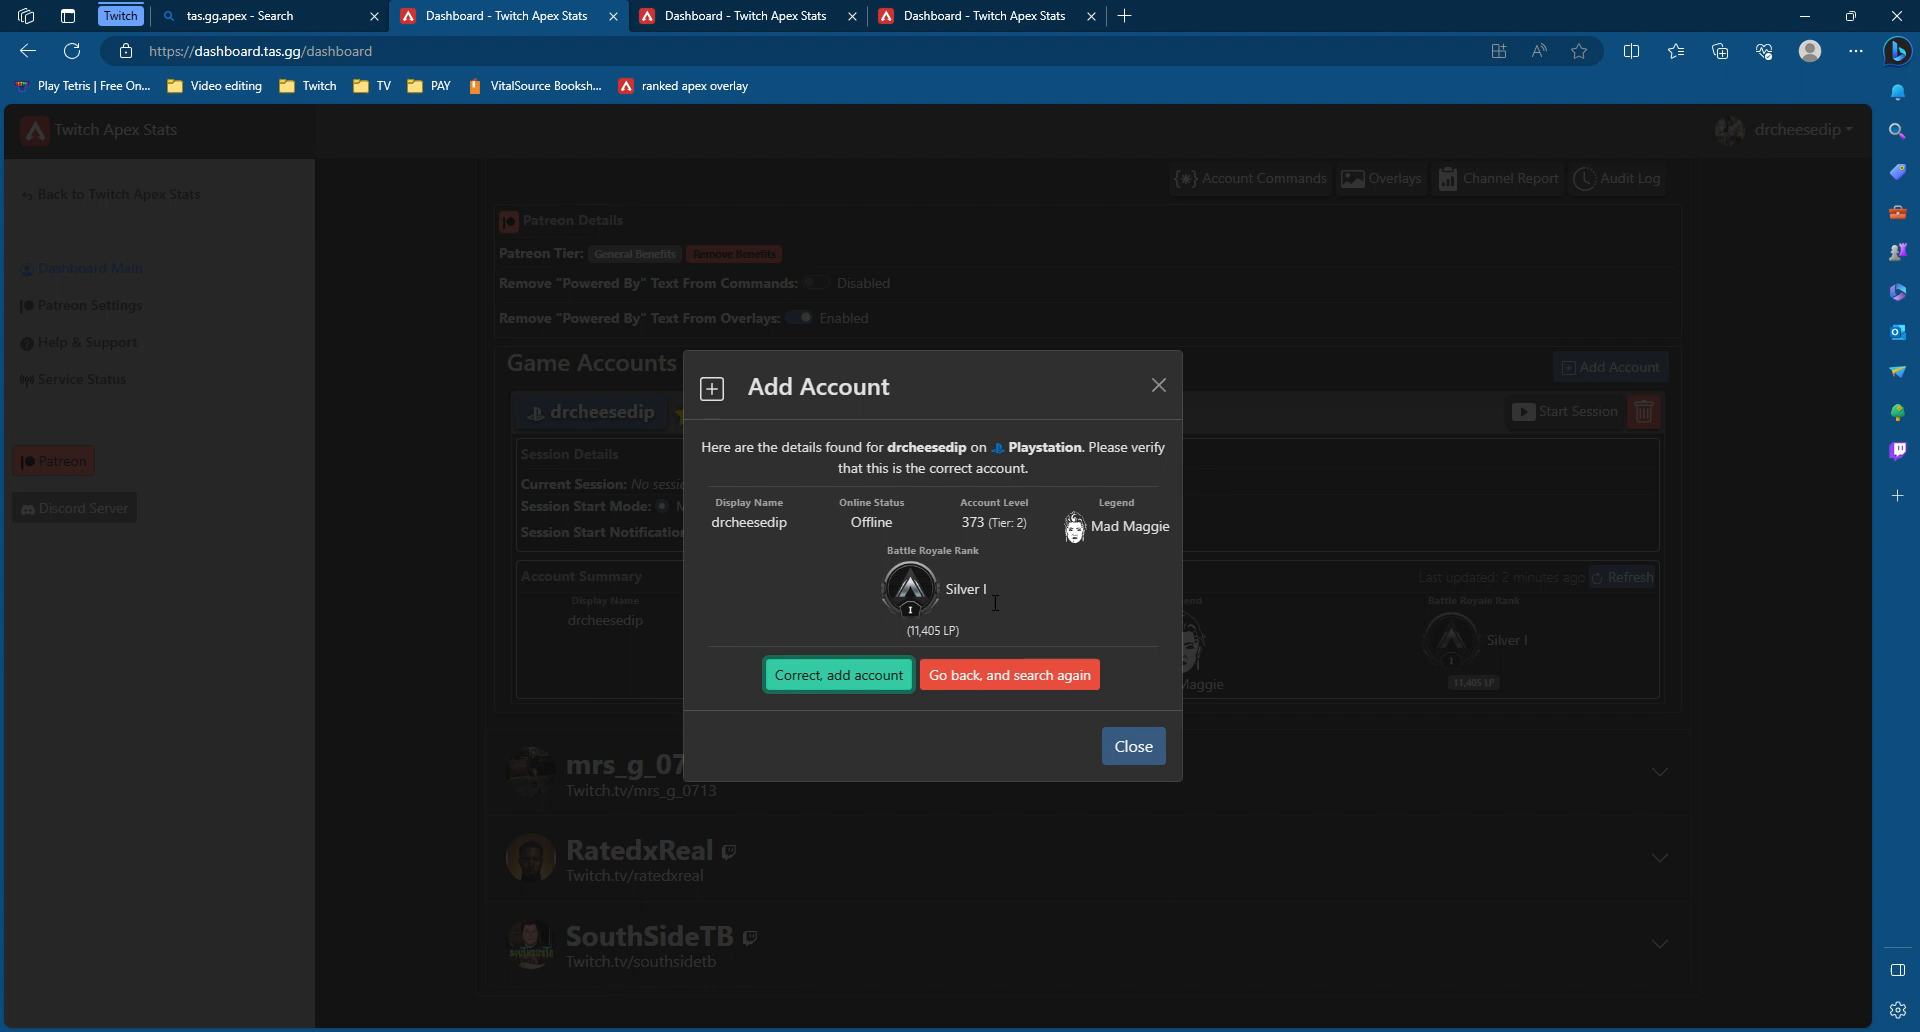 Twitch
tas.gg.apex - Search
Dashboard - Twitch Apex Stats
Dashboard - Twitch Apex Stats
Dashboard - Twitch Apex Stats
https://dashboard.tas.gg/dashboard
Play Tetris | Free On...
Video editing
Twitch
TV
PAY
VitalSource Booksh...
ranked apex overlay
Twitch Apex Stats
drcheesedip
Back to Twitch Apex Stats
Dashboard Main
Patreon Settings
Help & Support
Service Status
Patreon
Discord Server
Account Commands
Overlays
Channel Report
Audit Log
Patreon Details
Patreon Tier: General Benefits Remove Benefits
Remove "Powered By" Text From Commands: Disabled
Remove "Powered By" Text From Overlays: Enabled
Game Accounts
Add Account
drcheesedip
Start Session
Session Details
Current Session: No sessi
Session Start Mode: M
Session Start Notification
Account Summary
Last updated: 2 minutes ago
Refresh
Display Name
drcheesedip
end
Maggie
Battle Royale Rank
Silver I
11,405 LP
Add Account
Here are the details found for drcheesedip on Playstation. Please verify
that this is the correct account.
Display Name
drcheesedip
Online Status
Offline
Account Level
373 (Tier: 2)
Legend
Mad Maggie
Battle Royale Rank
Silver I
I
(11,405 LP)
Correct, add account
Go back, and search again
Close
mrs_g_07
Twitch.tv/mrs_g_0713
RatedxReal
Twitch.tv/ratedxreal
SouthSideTB
Twitch.tv/southsidetb